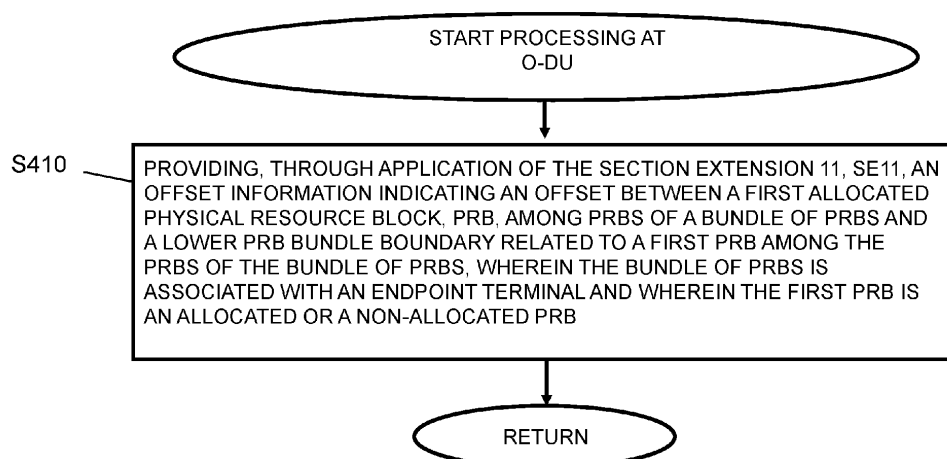 START PROCESSING AT
O-DU
S410
PROVIDING, THROUGH APPLICATION OF THE SECTION EXTENSION 11, SE11, AN
OFFSET INFORMATION INDICATING AN OFFSET BETWEEN A FIRST ALLOCATED
PHYSICAL RESOURCE BLOCK, PRB, AMONG PRBS OF A BUNDLE OF PRBS AND
A LOWER PRB BUNDLE BOUNDARY RELATED TO A FIRST PRB AMONG THE
PRBS OF THE BUNDLE OF PRBS, WHEREIN THE BUNDLE OF PRBS IS
ASSOCIATED WITH AN ENDPOINT TERMINAL AND WHEREIN THE FIRST PRB IS
AN ALLOCATED OR A NON-ALLOCATED PRB
RETURN